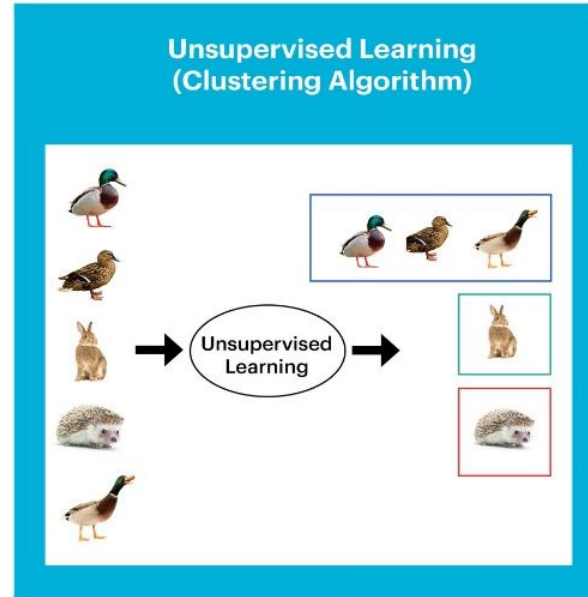 Unsupervised Learning
(Clustering Algorithm)
Unsupervised
Learning